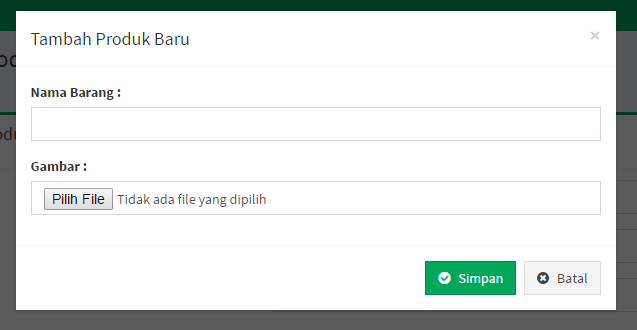 Tambah Produk Baru ×
Nama Barang :
Gambar :
Pilih File Tidak ada file yang dipilih
Simpan Batal